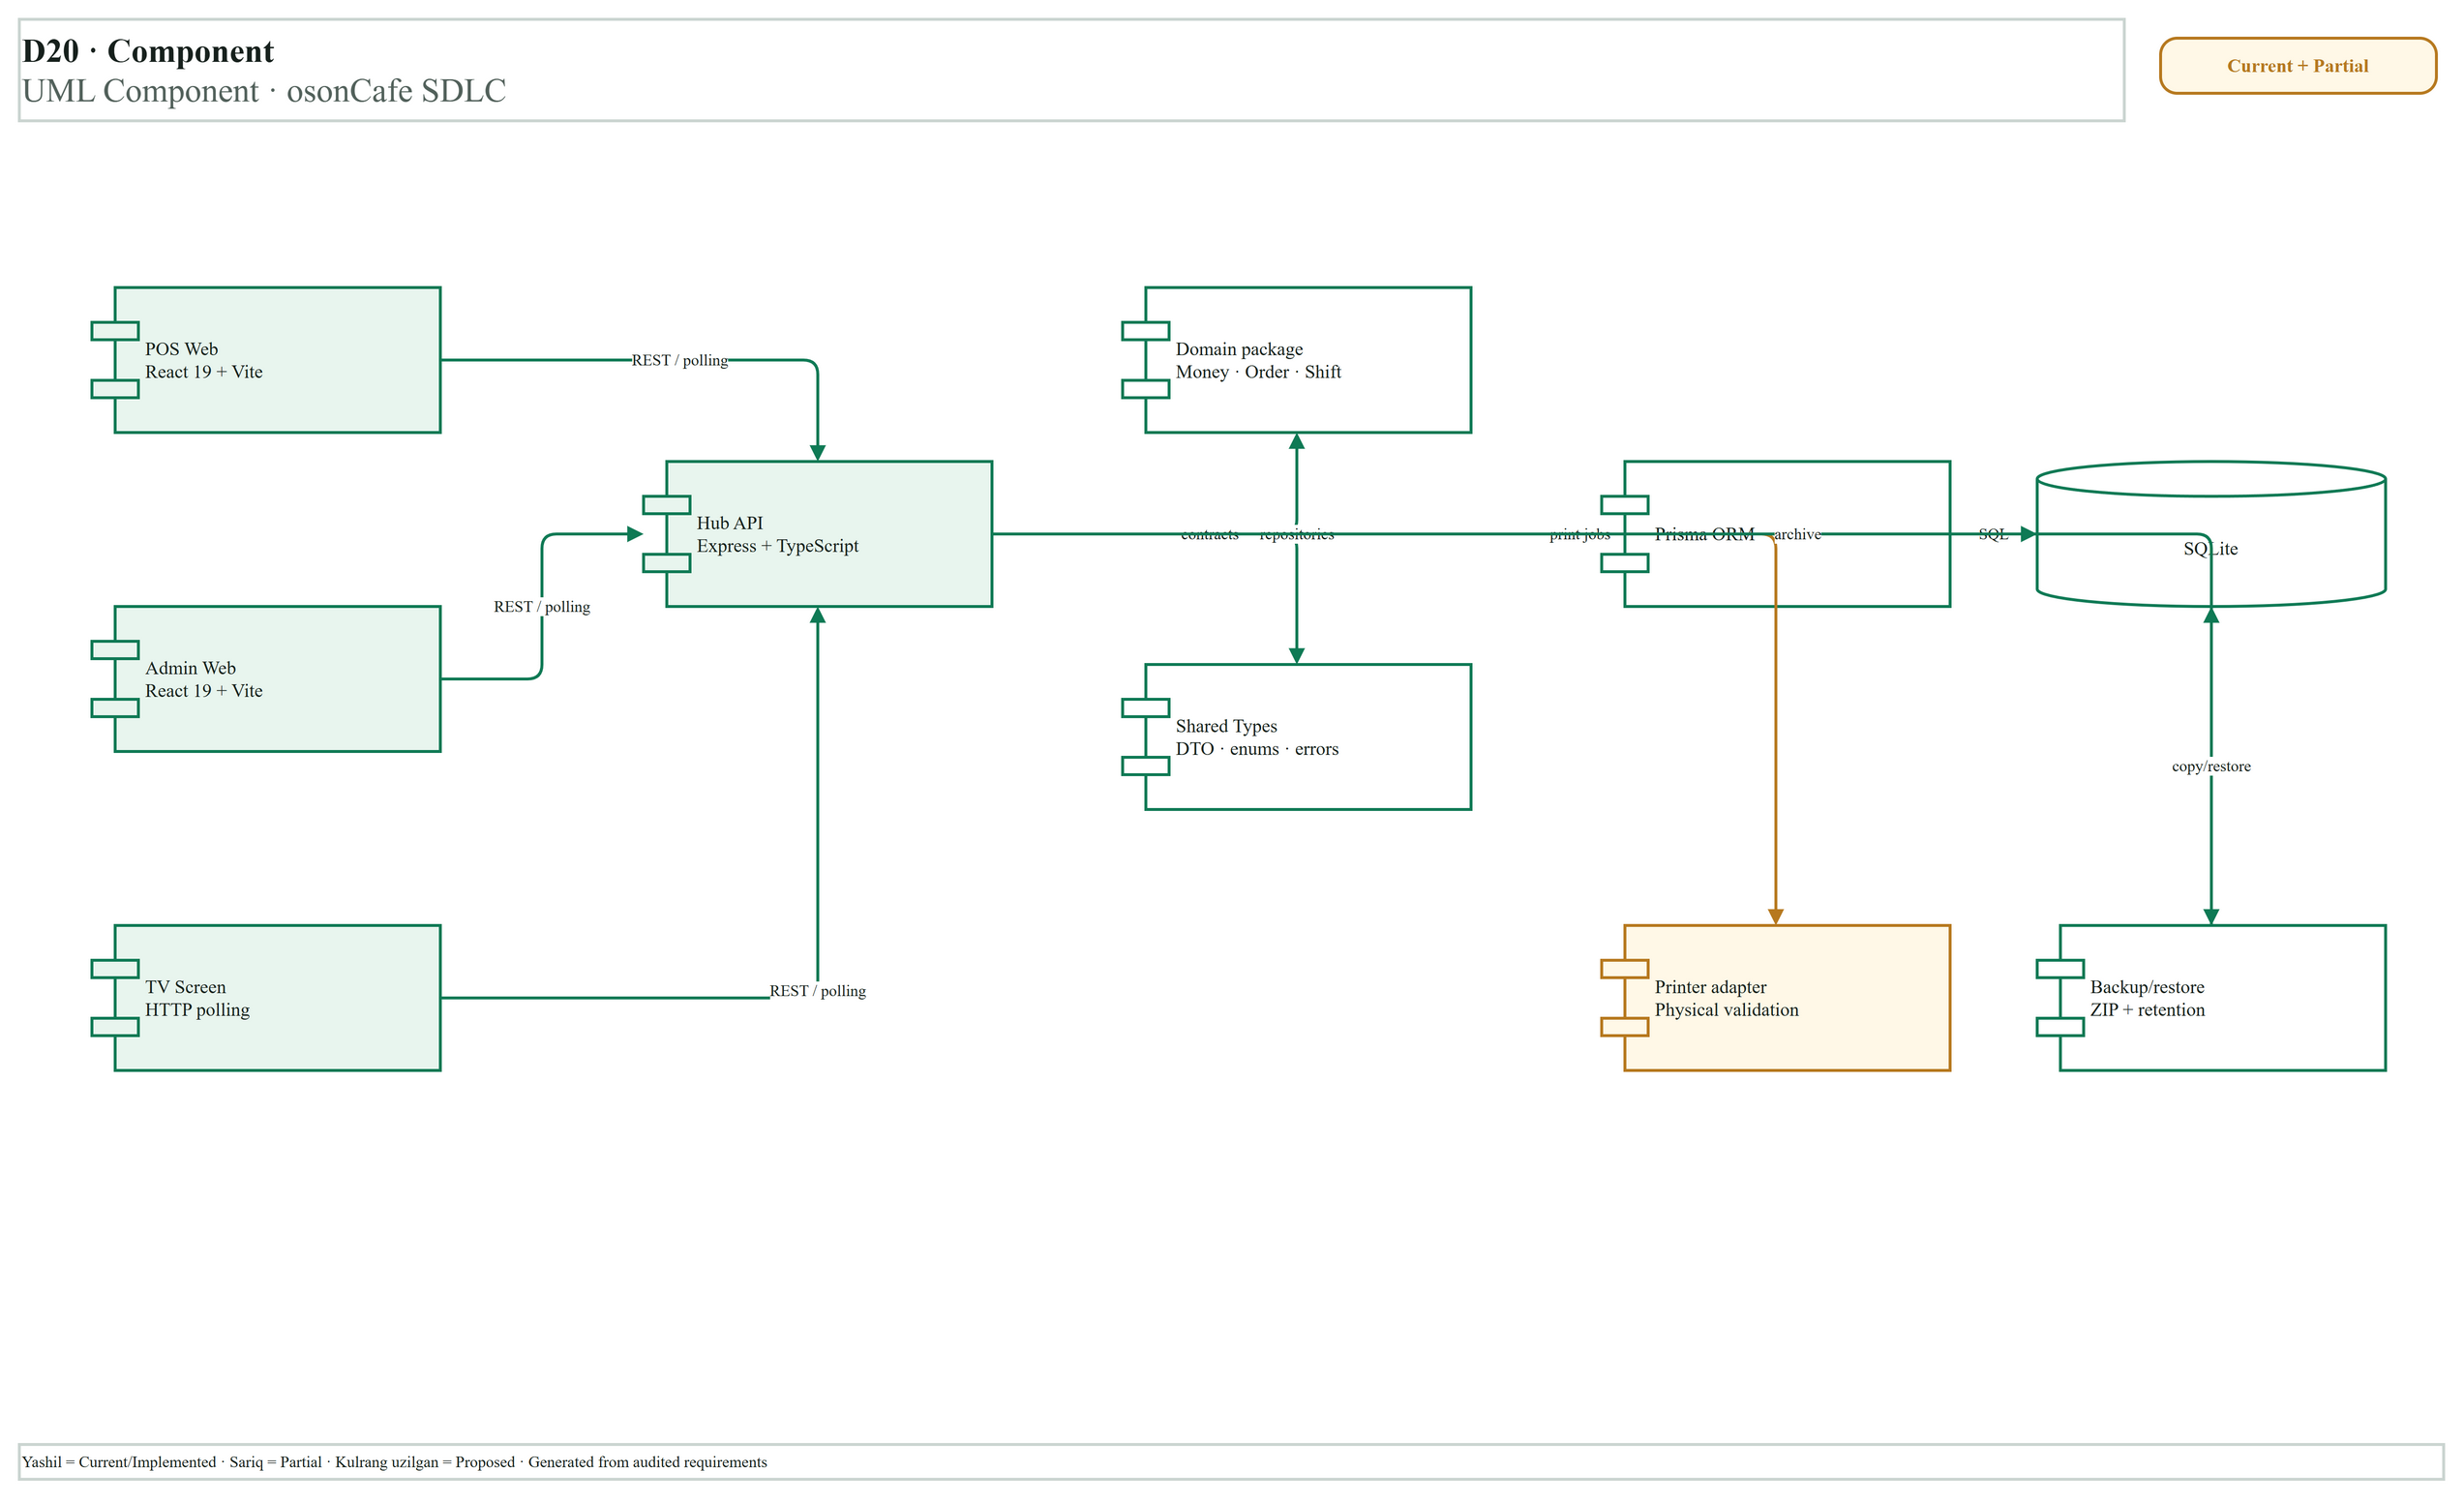 D20 · Component
UML Component · osonCafe SDLC
Current + Partial
POS Web
React 19 + Vite
REST / polling
Domain package
Money · Order · Shift
Hub API
Express + TypeScript
contracts
repositories
print jobs
Prisma ORM
archive
SQL
SQLite
REST / polling
Admin Web
React 19 + Vite
Shared Types
DTO · enums · errors
copy/restore
TV Screen
HTTP polling
REST / polling
Printer adapter
Physical validation
Backup/restore
ZIP + retention
Yashil = Current/Implemented · Sariq = Partial · Kulrang uzilgan = Proposed · Generated from audited requirements